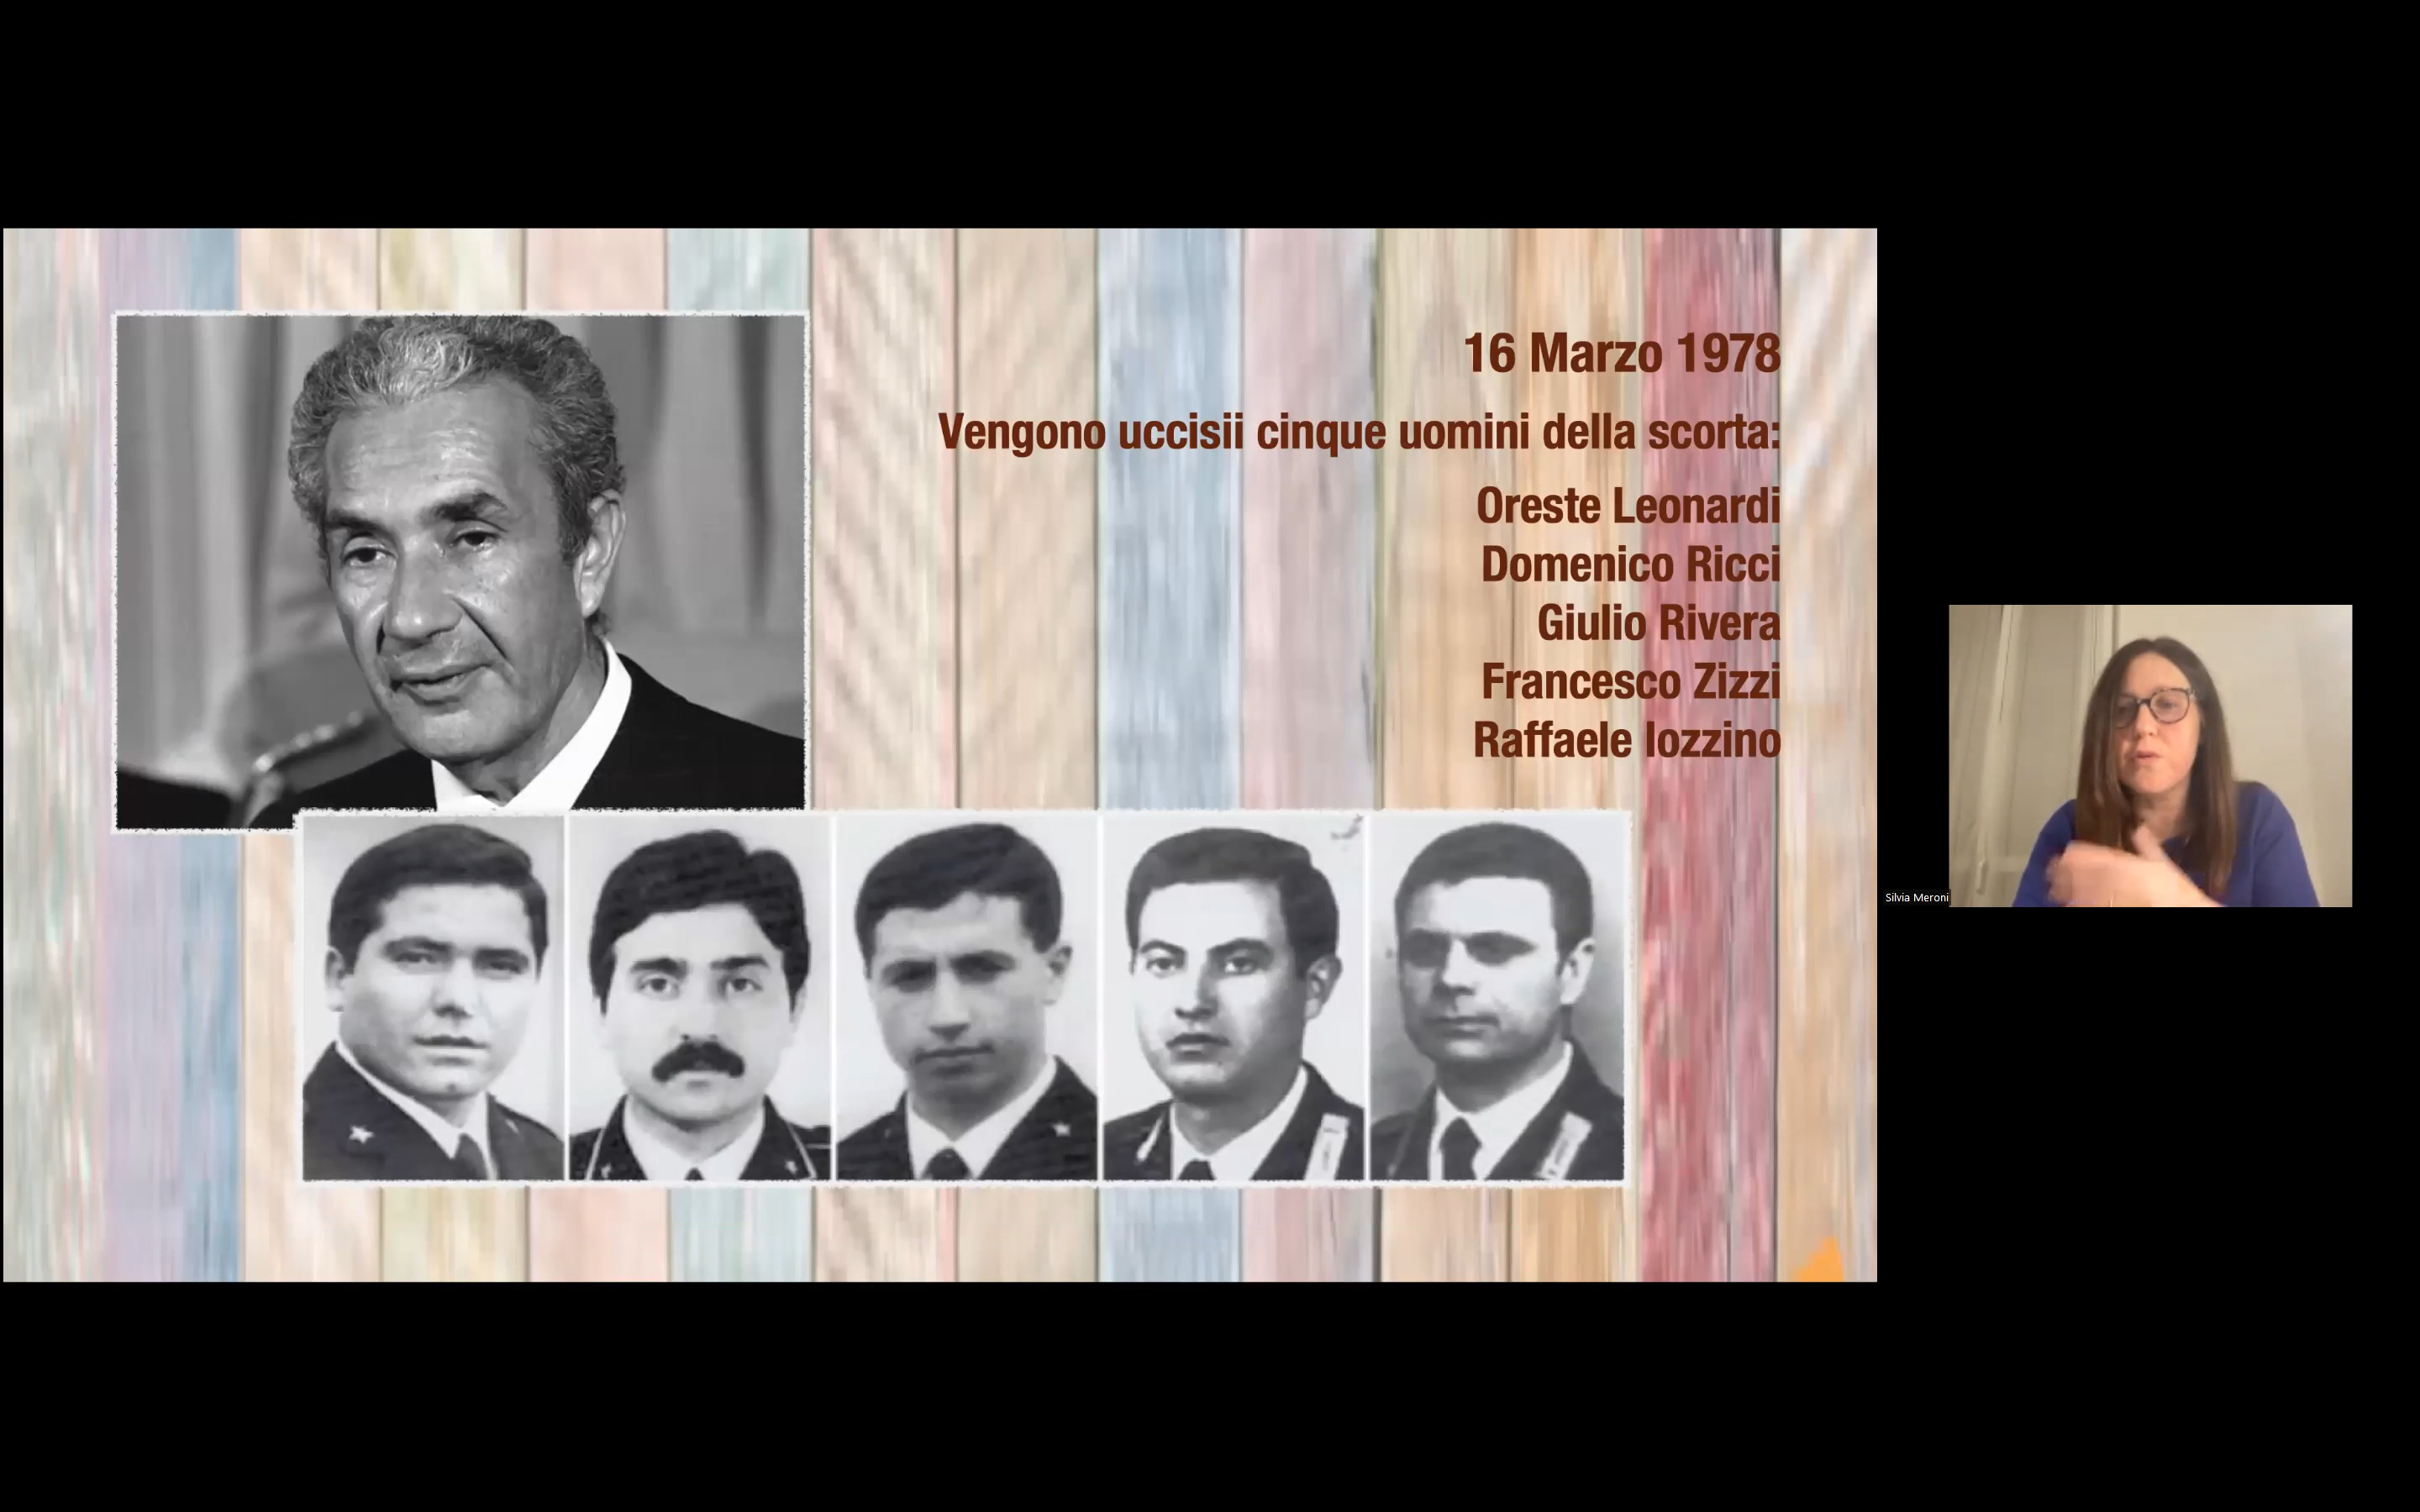 16 Marzo 1978
Vengono uccisii cinque uomini della scorta:
Oreste Leonardi
Domenico Ricci
Giulio Rivera
Francesco Zizzi
Raffaele Iozzino
Silvia Meroni